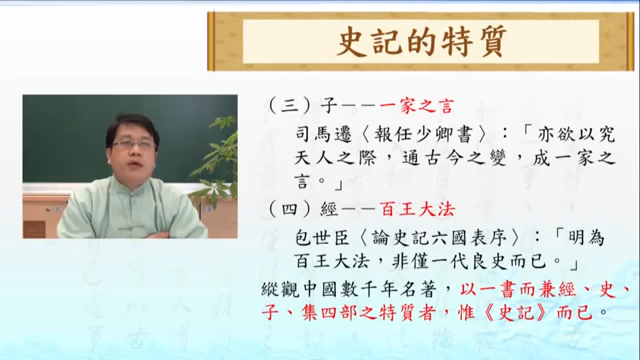 史記的特質
(三)子——一家之言
司馬遷〈報任少卿書〉:「亦欲以究
天人之際,通古今之變,成一家之
言。」
(四)經——百王大法
包世臣〈論史記六國表序〉:「明為
百王大法,非僅一代良史而已。」
縱觀中國數千年名著,以一書而兼經、史、
子、集四部之特質者,惟《史記》而已。